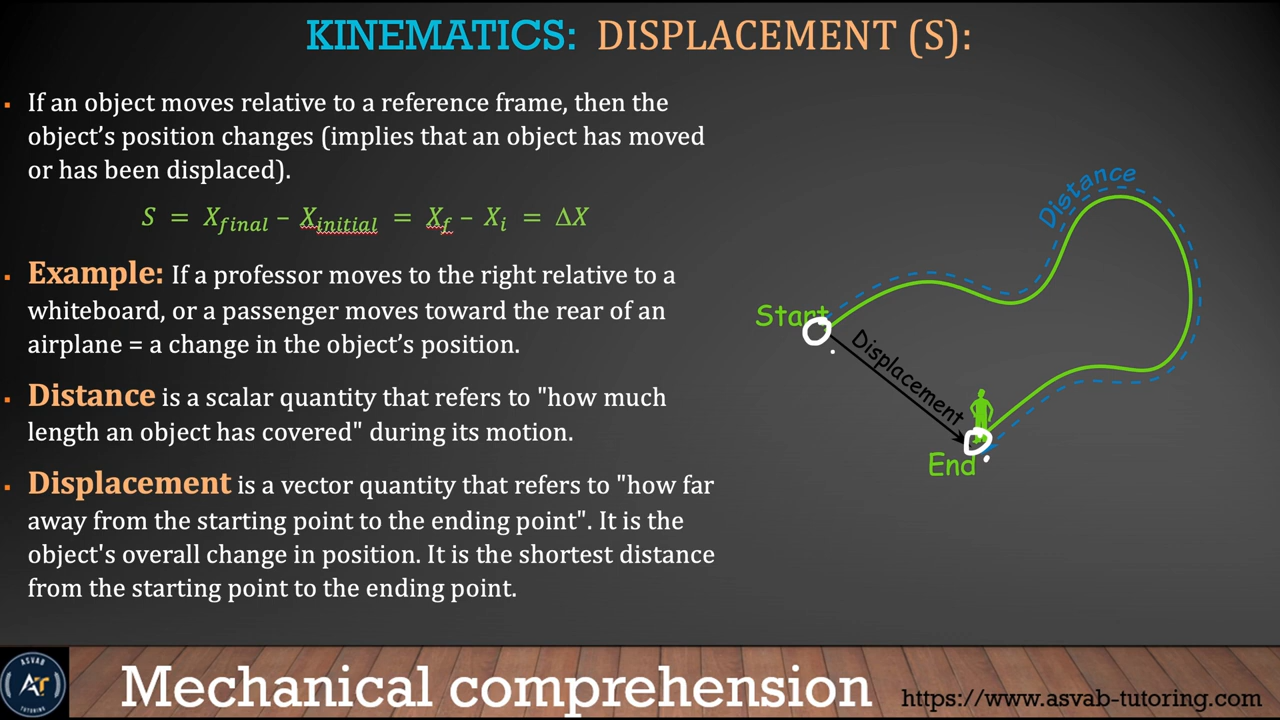 KINEMATICS: DISPLACEMENT (S):
▪ If an object moves relative to a reference frame, then the
object’s position changes (implies that an object has moved
or has been displaced).
S = X_final – X_initial = X_f – X_i = ΔX
▪ Example: If a professor moves to the right relative to a
whiteboard, or a passenger moves toward the rear of an
airplane = a change in the object’s position.
▪ Distance is a scalar quantity that refers to "how much
length an object has covered" during its motion.
▪ Displacement is a vector quantity that refers to "how far
away from the starting point to the ending point". It is the
object's overall change in position. It is the shortest distance
from the starting point to the ending point.
Distance
Start
Displacement
End
ASVAB
AT
TUTORING
Mechanical comprehension
https://www.asvab-tutoring.com